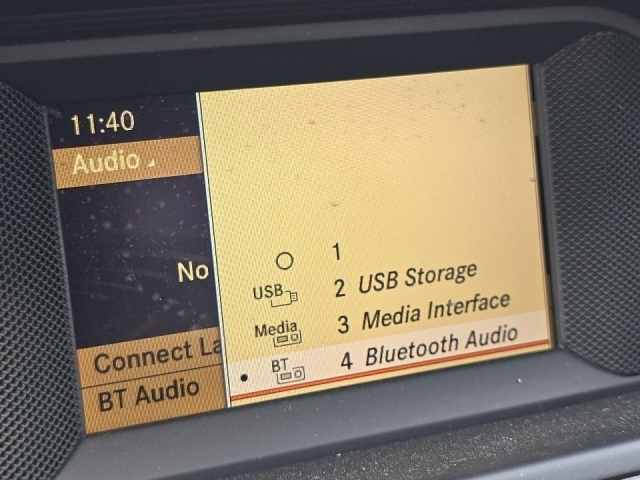 11:40
Audio
No
Connect La
BT Audio
1
USB 2 USB Storage
Media 3 Media Interface
BT 4 Bluetooth Audio